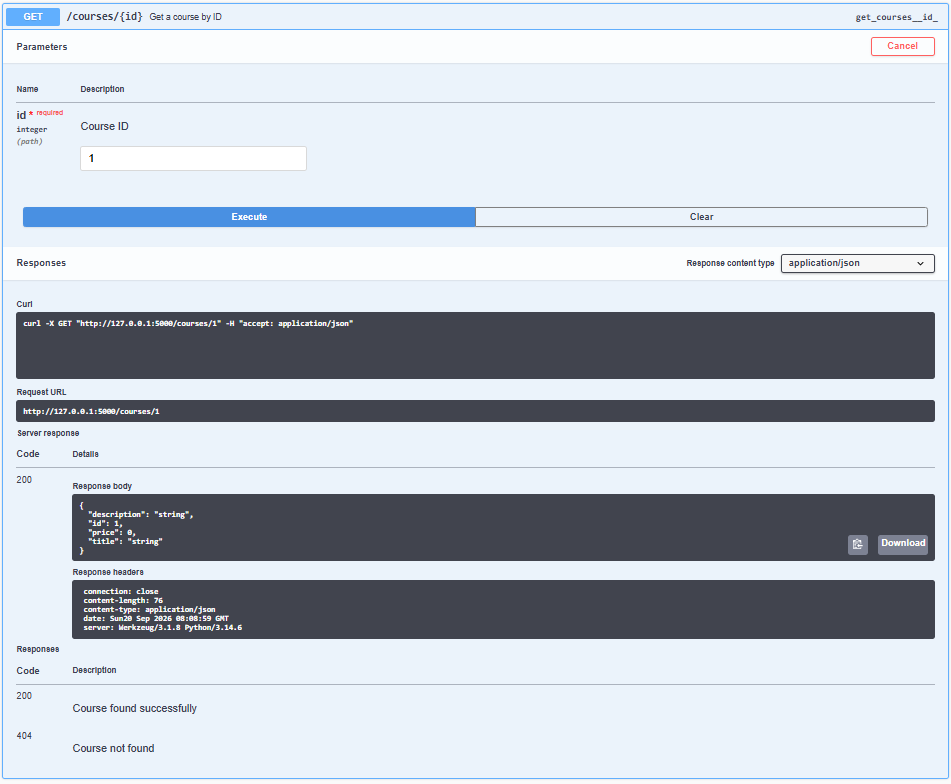 GET /courses/{id} Get a course by ID get_courses__id_
Parameters Cancel
Name Description
id * required
integer
(path)
Course ID
1
Execute Clear
Responses Response content type application/json
Curl
curl -X GET "http://127.0.0.1:5000/courses/1" -H "accept: application/json"
Request URL
http://127.0.0.1:5000/courses/1
Server response
Code Details
200
Response body
{
  "description": "string",
  "id": 1,
  "price": 0,
  "title": "string"
}
Download
Response headers
connection: close
content-length: 76
content-type: application/json
date: Sun20 Sep 2026 08:08:59 GMT
server: Werkzeug/3.1.8 Python/3.14.6
Responses
Code Description
200
Course found successfully
404
Course not found